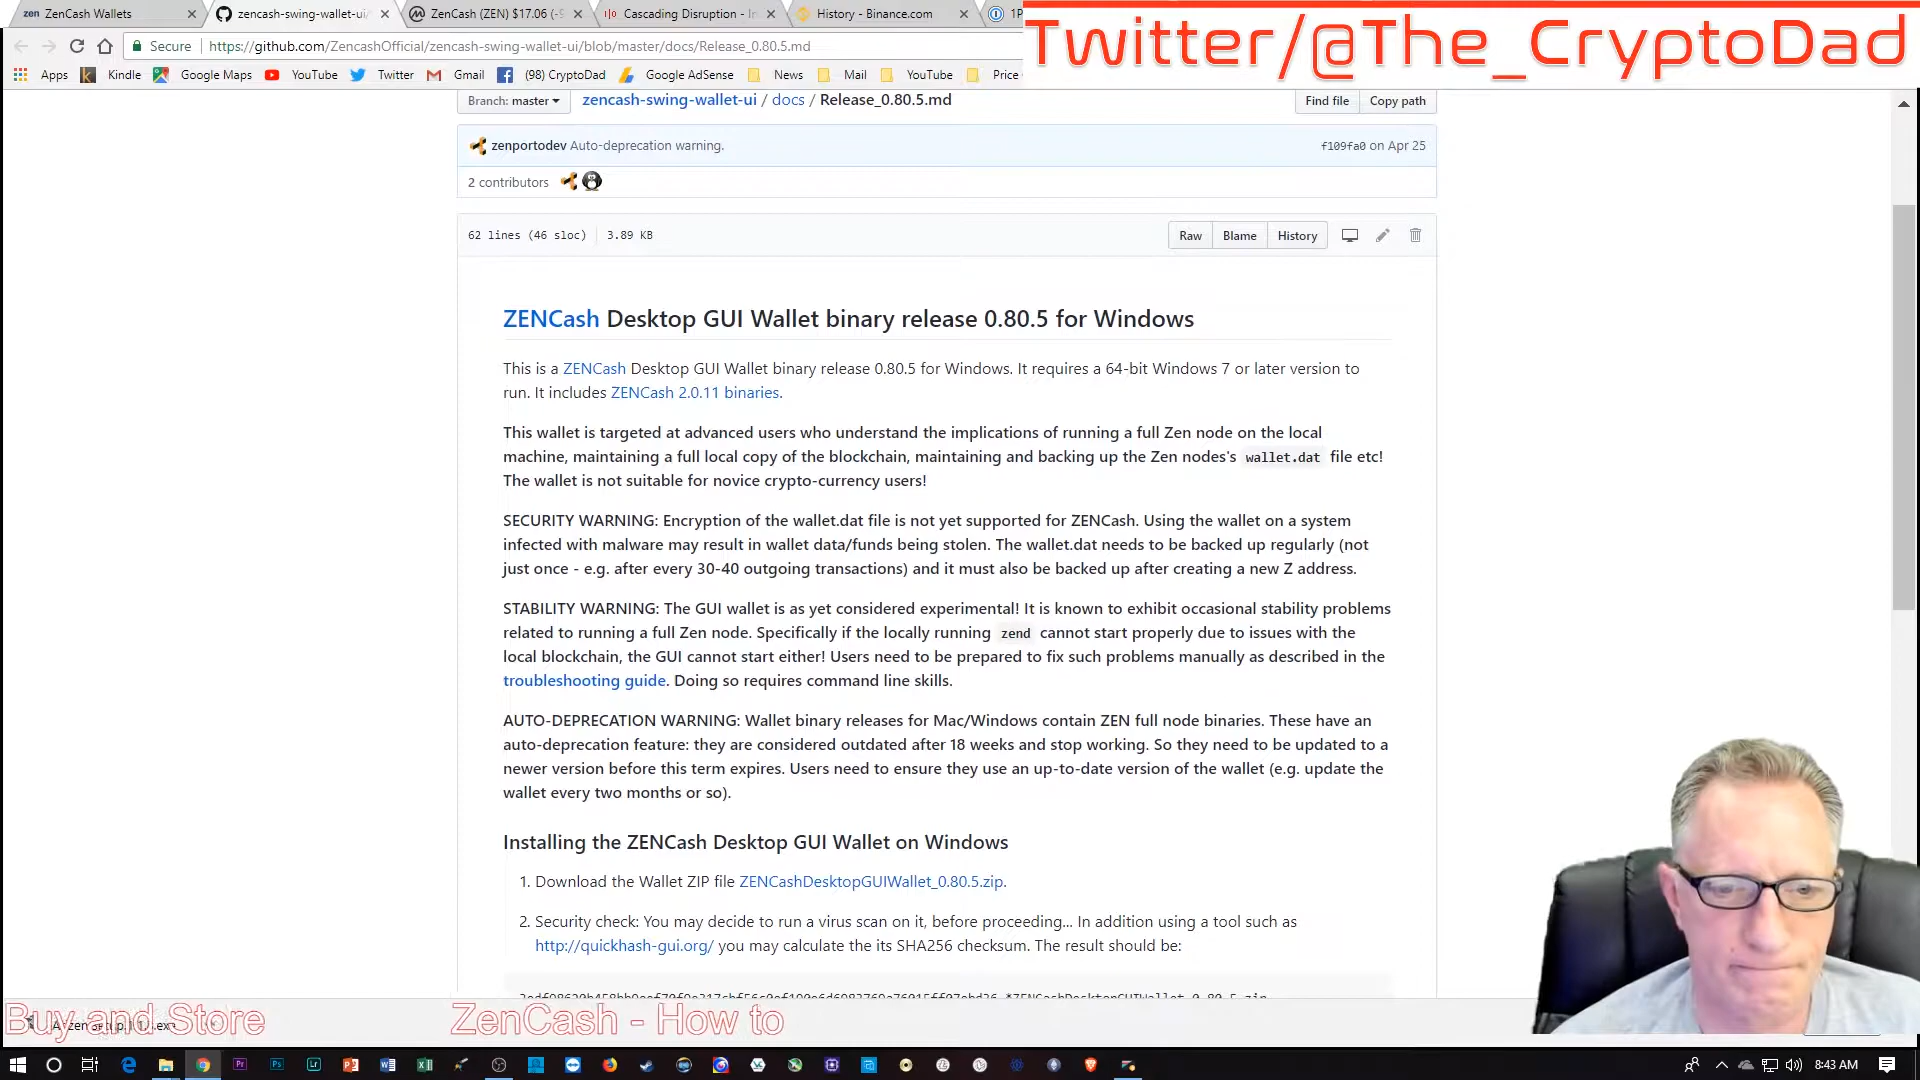 ZenCash Wallets
zencash-swing-wallet-ui/
ZenCash (ZEN) $17.06 (-9
Cascading Disruption - In
History - Binance.com
Twitter/@The_CryptoDad
Secure
https://github.com/ZencashOfficial/zencash-swing-wallet-ui/blob/master/docs/Release_0.80.5.md
Apps Kindle Google Maps YouTube Twitter Gmail (98) CryptoDad Google AdSense News Mail YouTube Price
Branch: master zencash-swing-wallet-ui / docs / Release_0.80.5.md Find file Copy path
zenportodev Auto-deprecation warning. f109fa0 on Apr 25
2 contributors
62 lines (46 sloc) 3.89 KB Raw Blame History
ZENCash Desktop GUI Wallet binary release 0.80.5 for Windows
This is a ZENCash Desktop GUI Wallet binary release 0.80.5 for Windows. It requires a 64-bit Windows 7 or later version to
run. It includes ZENCash 2.0.11 binaries.
This wallet is targeted at advanced users who understand the implications of running a full Zen node on the local
machine, maintaining a full local copy of the blockchain, maintaining and backing up the Zen nodes's wallet.dat file etc!
The wallet is not suitable for novice crypto-currency users!
SECURITY WARNING: Encryption of the wallet.dat file is not yet supported for ZENCash. Using the wallet on a system
infected with malware may result in wallet data/funds being stolen. The wallet.dat needs to be backed up regularly (not
just once - e.g. after every 30-40 outgoing transactions) and it must also be backed up after creating a new Z address.
STABILITY WARNING: The GUI wallet is as yet considered experimental! It is known to exhibit occasional stability problems
related to running a full Zen node. Specifically if the locally running zend cannot start properly due to issues with the
local blockchain, the GUI cannot start either! Users need to be prepared to fix such problems manually as described in the
troubleshooting guide. Doing so requires command line skills.
AUTO-DEPRECATION WARNING: Wallet binary releases for Mac/Windows contain ZEN full node binaries. These have an
auto-deprecation feature: they are considered outdated after 18 weeks and stop working. So they need to be updated to a
newer version before this term expires. Users need to ensure they use an up-to-date version of the wallet (e.g. update the
wallet every two months or so).
Installing the ZENCash Desktop GUI Wallet on Windows
1. Download the Wallet ZIP file ZENCashDesktopGUIWallet_0.80.5.zip.
2. Security check: You may decide to run a virus scan on it, before proceeding... In addition using a tool such as
http://quickhash-gui.org/ you may calculate the its SHA256 checksum. The result should be:
Buy and Store
ZenCash - How to
8:43 AM